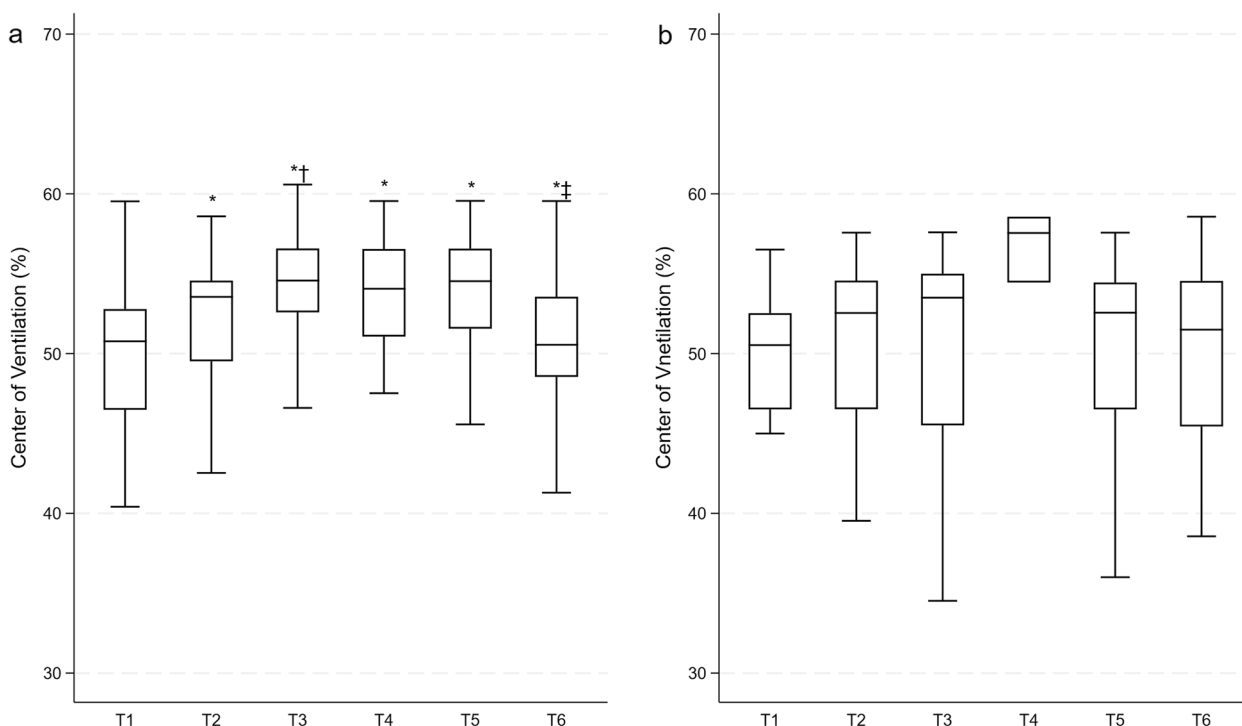 a
70
60
50
40
30
Center of Ventilation (%)
*
*†
*
*
*‡
T1 T2 T3 T4 T5 T6
b
70
60
50
40
30
Center of Vnetilation (%)
T1 T2 T3 T4 T5 T6